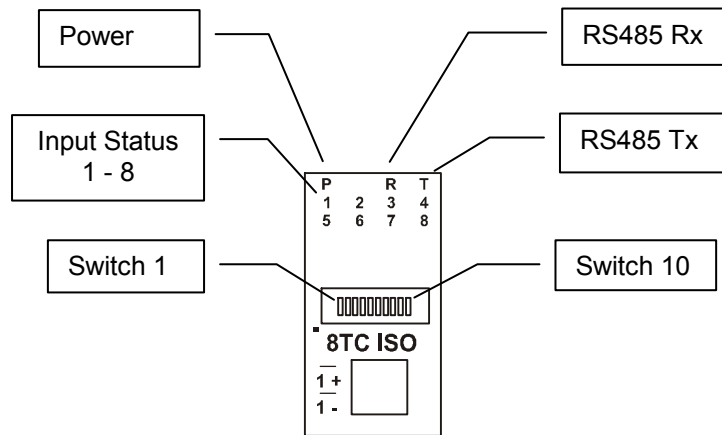 Power
RS485 Rx
Input Status
1 - 8
RS485 Tx
P R T
1 2 3 4
5 6 7 8
Switch 1
Switch 10
8TC ISO
1 +
1 -